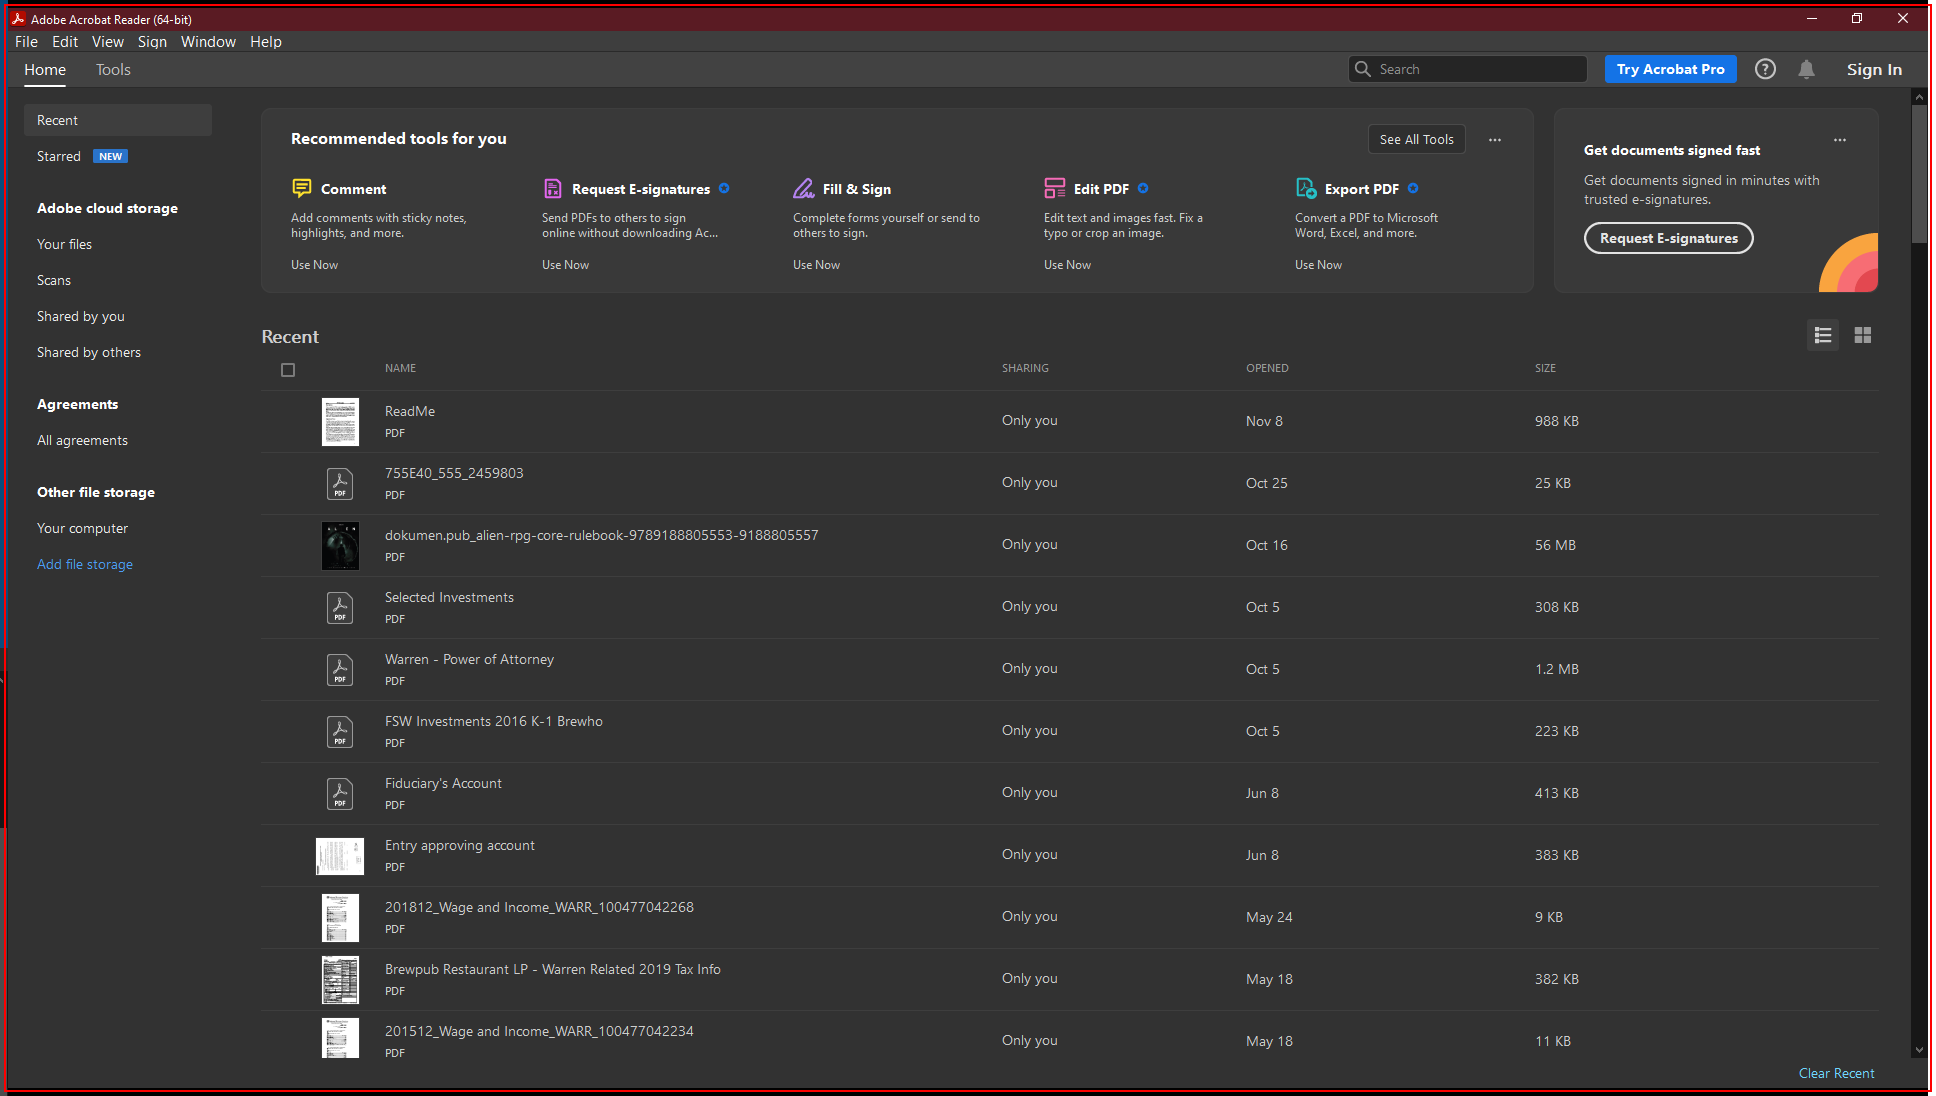 Adobe Acrobat Reader (64-bit)
File Edit View Sign Window Help
Home Tools
Search
Try Acrobat Pro
Sign In
Recent
Starred NEW
Adobe cloud storage
Your files
Scans
Shared by you
Shared by others
Agreements
All agreements
Other file storage
Your computer
Add file storage
Recommended tools for you
See All Tools
Comment
Add comments with sticky notes,
highlights, and more.
Use Now
Request E-signatures
Send PDFs to others to sign
online without downloading Ac...
Use Now
Fill & Sign
Complete forms yourself or send to
others to sign.
Use Now
Edit PDF
Edit text and images fast. Fix a
typo or crop an image.
Use Now
Export PDF
Convert a PDF to Microsoft
Word, Excel, and more.
Use Now
Get documents signed fast
Get documents signed in minutes with
trusted e-signatures.
Request E-signatures
Recent
NAME SHARING OPENED SIZE
ReadMe
PDF
Only you Nov 8 988 KB
755E40_555_2459803
PDF
Only you Oct 25 25 KB
dokumen.pub_alien-rpg-core-rulebook-9789188805553-9188805557
PDF
Only you Oct 16 56 MB
Selected Investments
PDF
Only you Oct 5 308 KB
Warren - Power of Attorney
PDF
Only you Oct 5 1.2 MB
FSW Investments 2016 K-1 Brewho
PDF
Only you Oct 5 223 KB
Fiduciary's Account
PDF
Only you Jun 8 413 KB
Entry approving account
PDF
Only you Jun 8 383 KB
201812_Wage and Income_WARR_100477042268
PDF
Only you May 24 9 KB
Brewpub Restaurant LP - Warren Related 2019 Tax Info
PDF
Only you May 18 382 KB
201512_Wage and Income_WARR_100477042234
PDF
Only you May 18 11 KB
Clear Recent